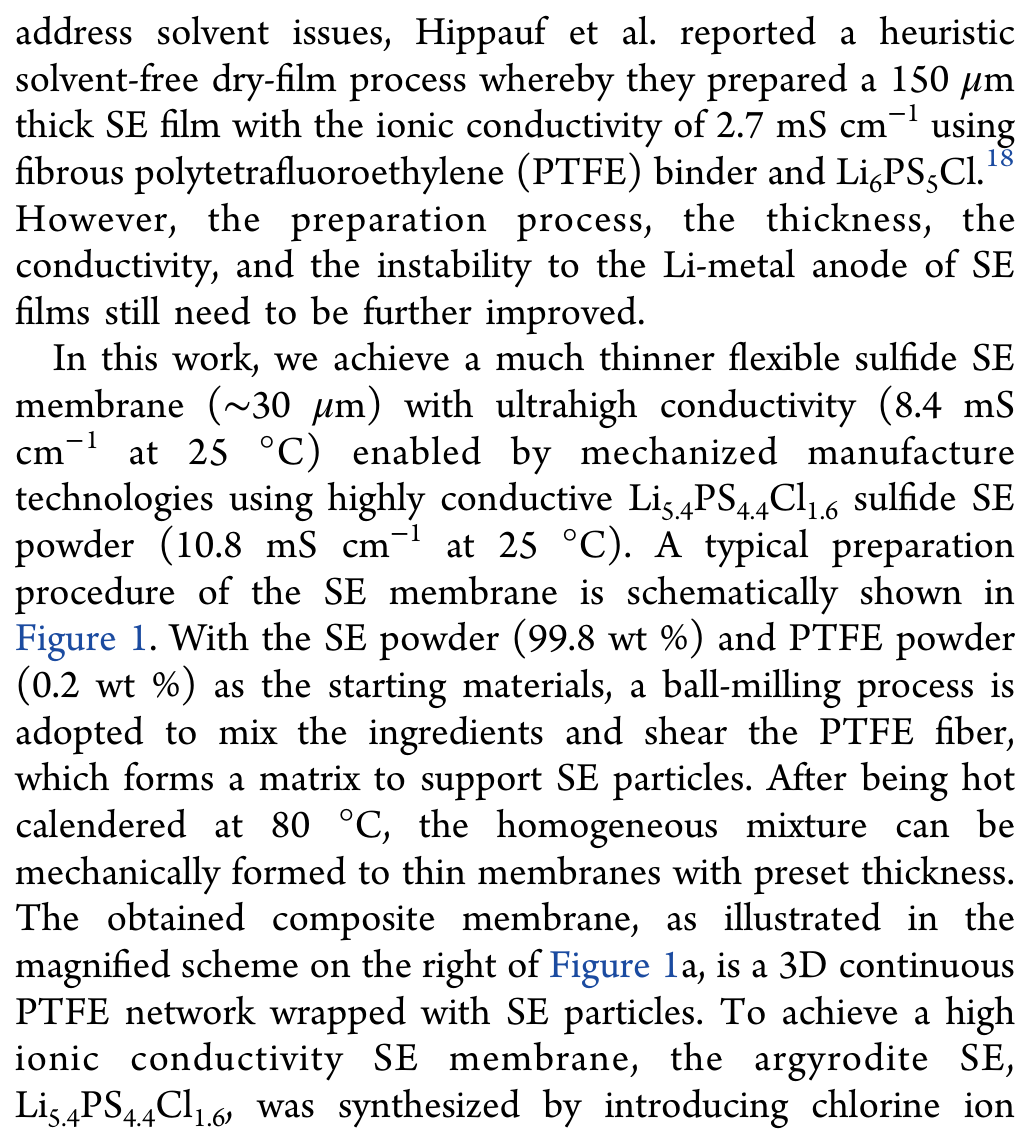 address solvent issues, Hippauf et al. reported a heuristic
solvent-free dry-film process whereby they prepared a 150 μm
thick SE film with the ionic conductivity of 2.7 mS cm⁻¹ using
fibrous polytetrafluoroethylene (PTFE) binder and Li₆PS₅Cl.¹⁸
However, the preparation process, the thickness, the
conductivity, and the instability to the Li-metal anode of SE
films still need to be further improved.
In this work, we achieve a much thinner flexible sulfide SE
membrane (~30 μm) with ultrahigh conductivity (8.4 mS
cm⁻¹ at 25 °C) enabled by mechanized manufacture
technologies using highly conductive Li₅.₄PS₄.₄Cl₁.₆ sulfide SE
powder (10.8 mS cm⁻¹ at 25 °C). A typical preparation
procedure of the SE membrane is schematically shown in
Figure 1. With the SE powder (99.8 wt %) and PTFE powder
(0.2 wt %) as the starting materials, a ball-milling process is
adopted to mix the ingredients and shear the PTFE fiber,
which forms a matrix to support SE particles. After being hot
calendered at 80 °C, the homogeneous mixture can be
mechanically formed to thin membranes with preset thickness.
The obtained composite membrane, as illustrated in the
magnified scheme on the right of Figure 1a, is a 3D continuous
PTFE network wrapped with SE particles. To achieve a high
ionic conductivity SE membrane, the argyrodite SE,
Li₅.₄PS₄.₄Cl₁.₆, was synthesized by introducing chlorine ion